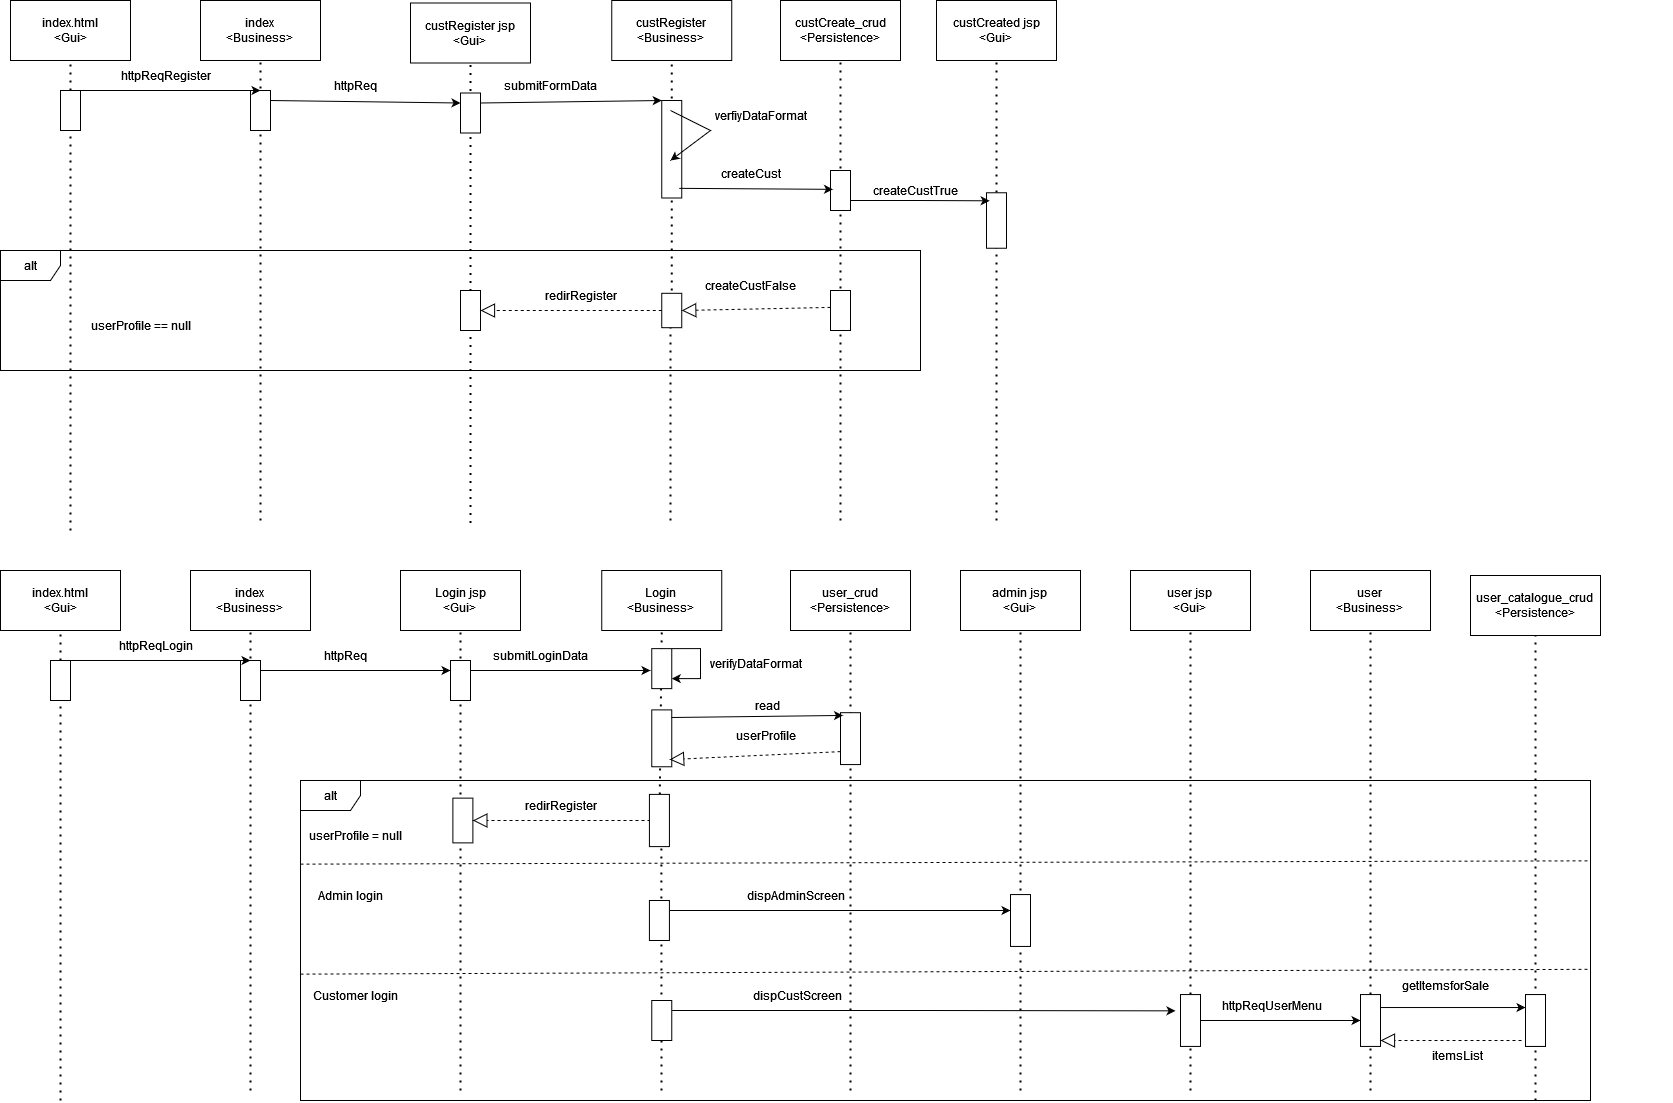 index.html
<Gui>
index
<Business>
custRegister jsp
<Gui>
custRegister
<Business>
custCreate_crud
<Persistence>
custCreated jsp
<Gui>
httpReqRegister
httpReq
submitFormData
verfiyDataFormat
createCust
createCustTrue
alt
createCustFalse
redirRegister
userProfile == null
index.html
<Gui>
index
<Business>
Login jsp
<Gui>
Login
<Business>
user_crud
<Persistence>
admin jsp
<Gui>
user jsp
<Gui>
user
<Business>
user_catalogue_crud
<Persistence>
httpReqLogin
httpReq
submitLoginData
verifyDataFormat
read
userProfile
alt
redirRegister
userProfile = null
Admin login
dispAdminScreen
Customer login
dispCustScreen
httpReqUserMenu
getItemsforSale
itemsList